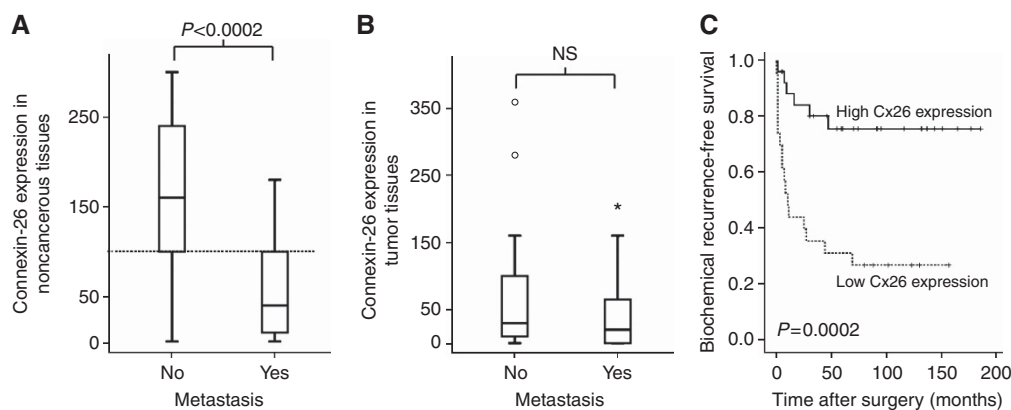 A
P<0.0002
Connexin-26 expression in
noncancerous tissues
250
150
50
0
No
Yes
Metastasis
B
NS
Connexin-26 expression in
tumor tissues
350
250
150
50
0
*
No
Yes
Metastasis
C
Biochemical recurrence-free survival
1.0
0.8
0.6
0.4
0.2
0.0
High Cx26 expression
Low Cx26 expression
P=0.0002
0
50
100
150
200
Time after surgery (months)